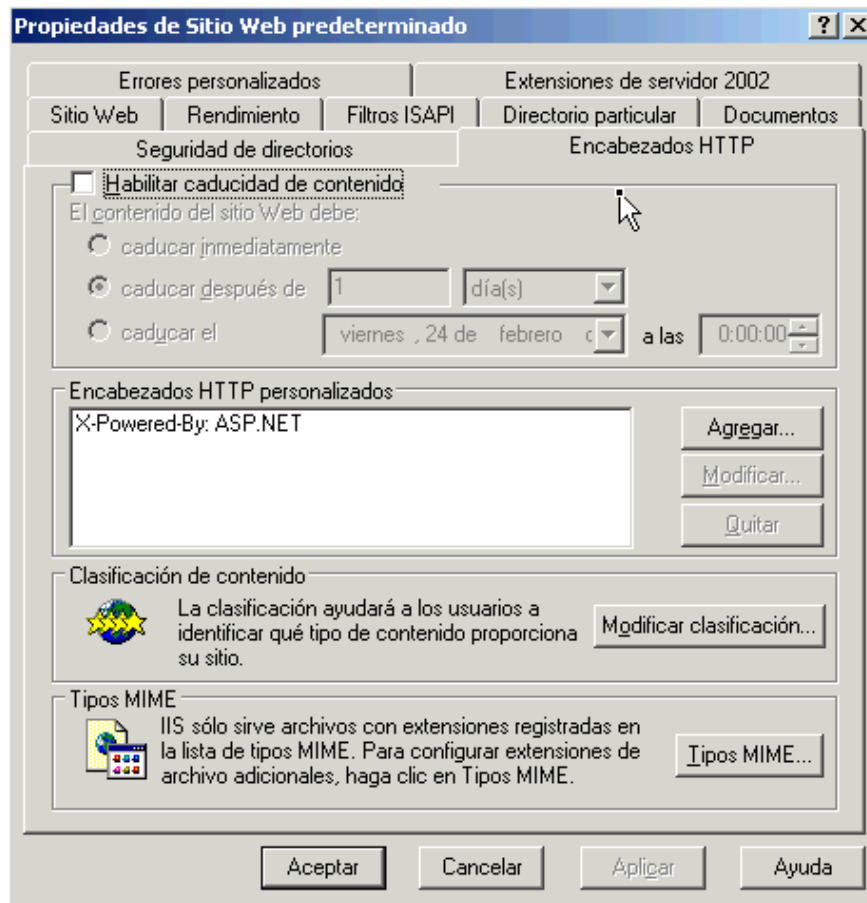 Propiedades de Sitio Web predeterminado
Errores personalizados Extensiones de servidor 2002
Sitio Web Rendimiento Filtros ISAPI Directorio particular Documentos
Seguridad de directorios Encabezados HTTP
Habilitar caducidad de contenido
El contenido del sitio Web debe:
caducar inmediatamente
caducar después de 1 día(s)
caducar el viernes , 24 de febrero a las 0:00:00
Encabezados HTTP personalizados
X-Powered-By: ASP.NET
Agregar...
Modificar...
Quitar
Clasificación de contenido
La clasificación ayudará a los usuarios a
identificar qué tipo de contenido proporciona
su sitio.
Modificar clasificación...
Tipos MIME
IIS sólo sirve archivos con extensiones registradas en
la lista de tipos MIME. Para configurar extensiones de
archivo adicionales, haga clic en Tipos MIME.
Tipos MIME...
Aceptar Cancelar Aplicar Ayuda